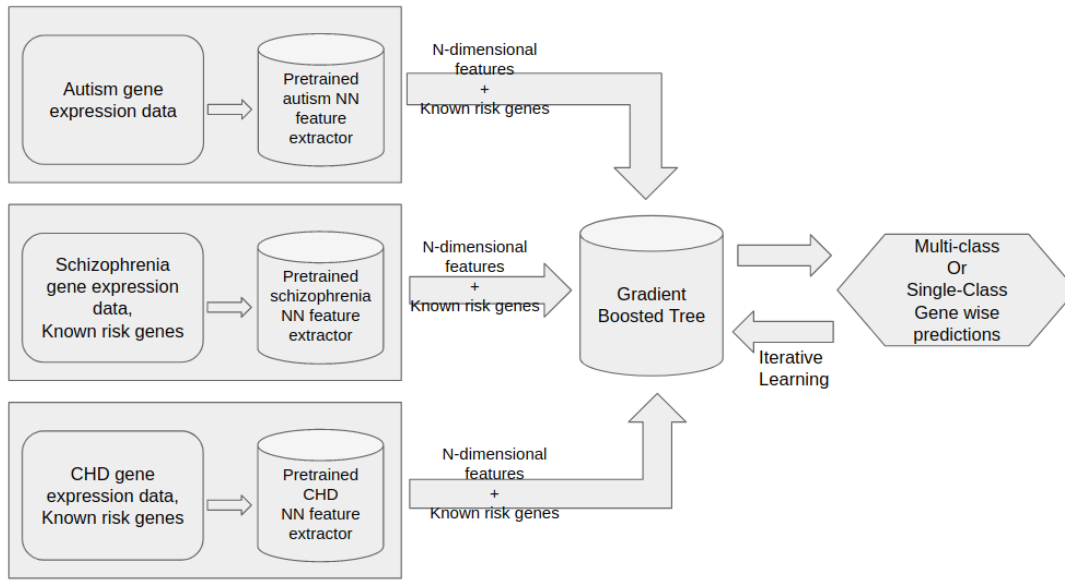 Autism gene
expression data
Pretrained
autism NN
feature
extractor
N-dimensional
features
+
Known risk genes
Schizophrenia
gene expression
data,
Known risk genes
Pretrained
schizophrenia
NN feature
extractor
N-dimensional
features
+
Known risk genes
CHD gene
expression data,
Known risk genes
Pretrained
CHD
NN feature
extractor
N-dimensional
features
+
Known risk genes
Gradient
Boosted Tree
Iterative
Learning
Multi-class
Or
Single-Class
Gene wise
predictions